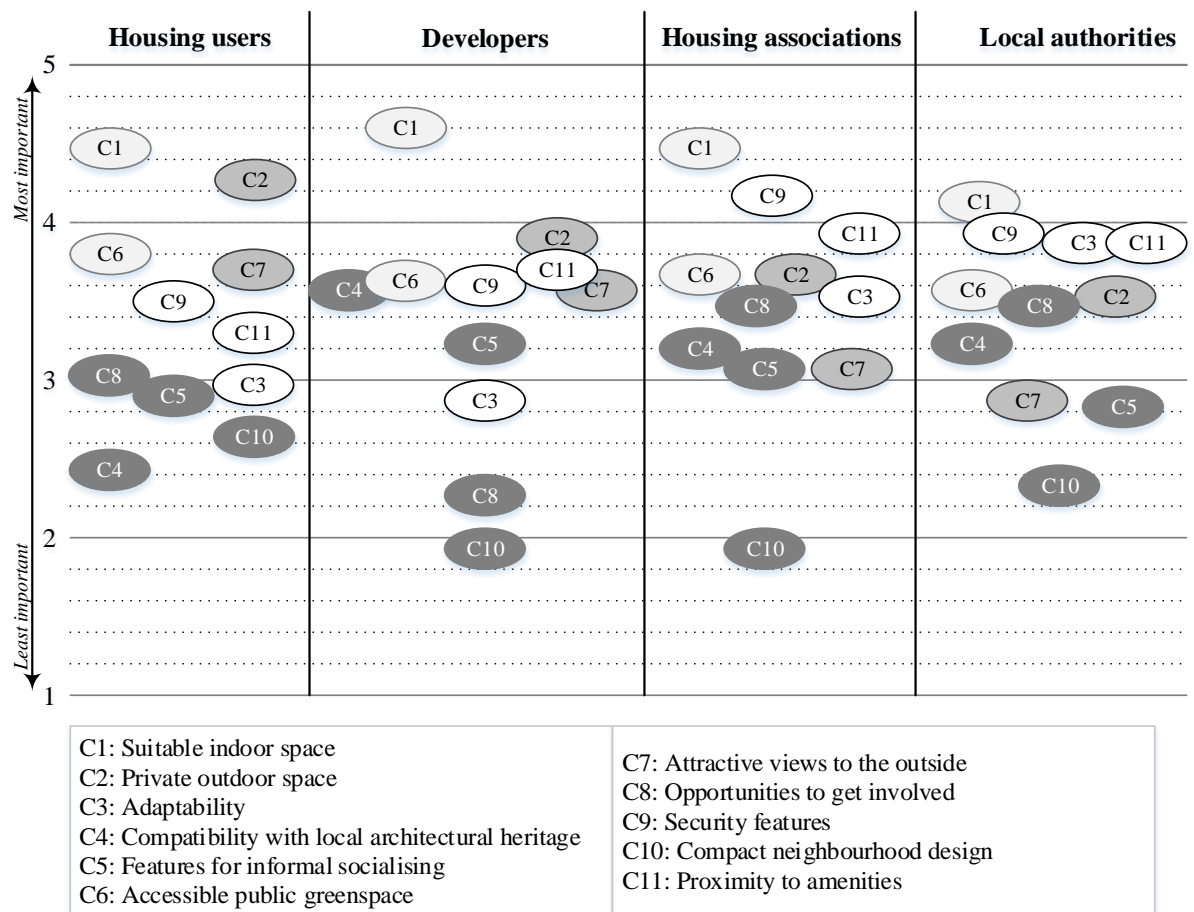 Housing users
Developers
Housing associations
Local authorities
5
4
3
2
1
Most important
Least important
C1
C2
C6
C7
C9
C11
C8
C3
C5
C10
C4
C1
C2
C11
C6
C9
C4
C7
C5
C3
C8
C10
C1
C9
C11
C6
C2
C3
C8
C4
C5
C7
C10
C1
C9
C3
C11
C6
C2
C8
C4
C7
C5
C10
C1: Suitable indoor space
C2: Private outdoor space
C3: Adaptability
C4: Compatibility with local architectural heritage
C5: Features for informal socialising
C6: Accessible public greenspace
C7: Attractive views to the outside
C8: Opportunities to get involved
C9: Security features
C10: Compact neighbourhood design
C11: Proximity to amenities